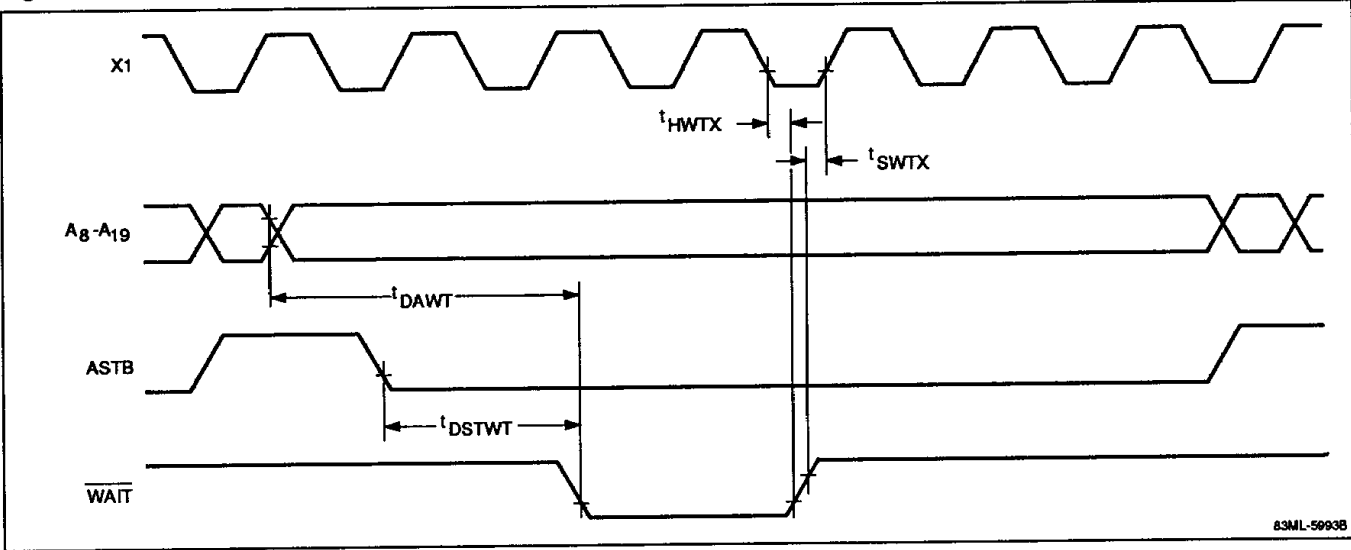 X1
tHWTX
tSWTX
A8-A19
tDAWT
ASTB
tDSTWT
WAIT
83ML-5993B